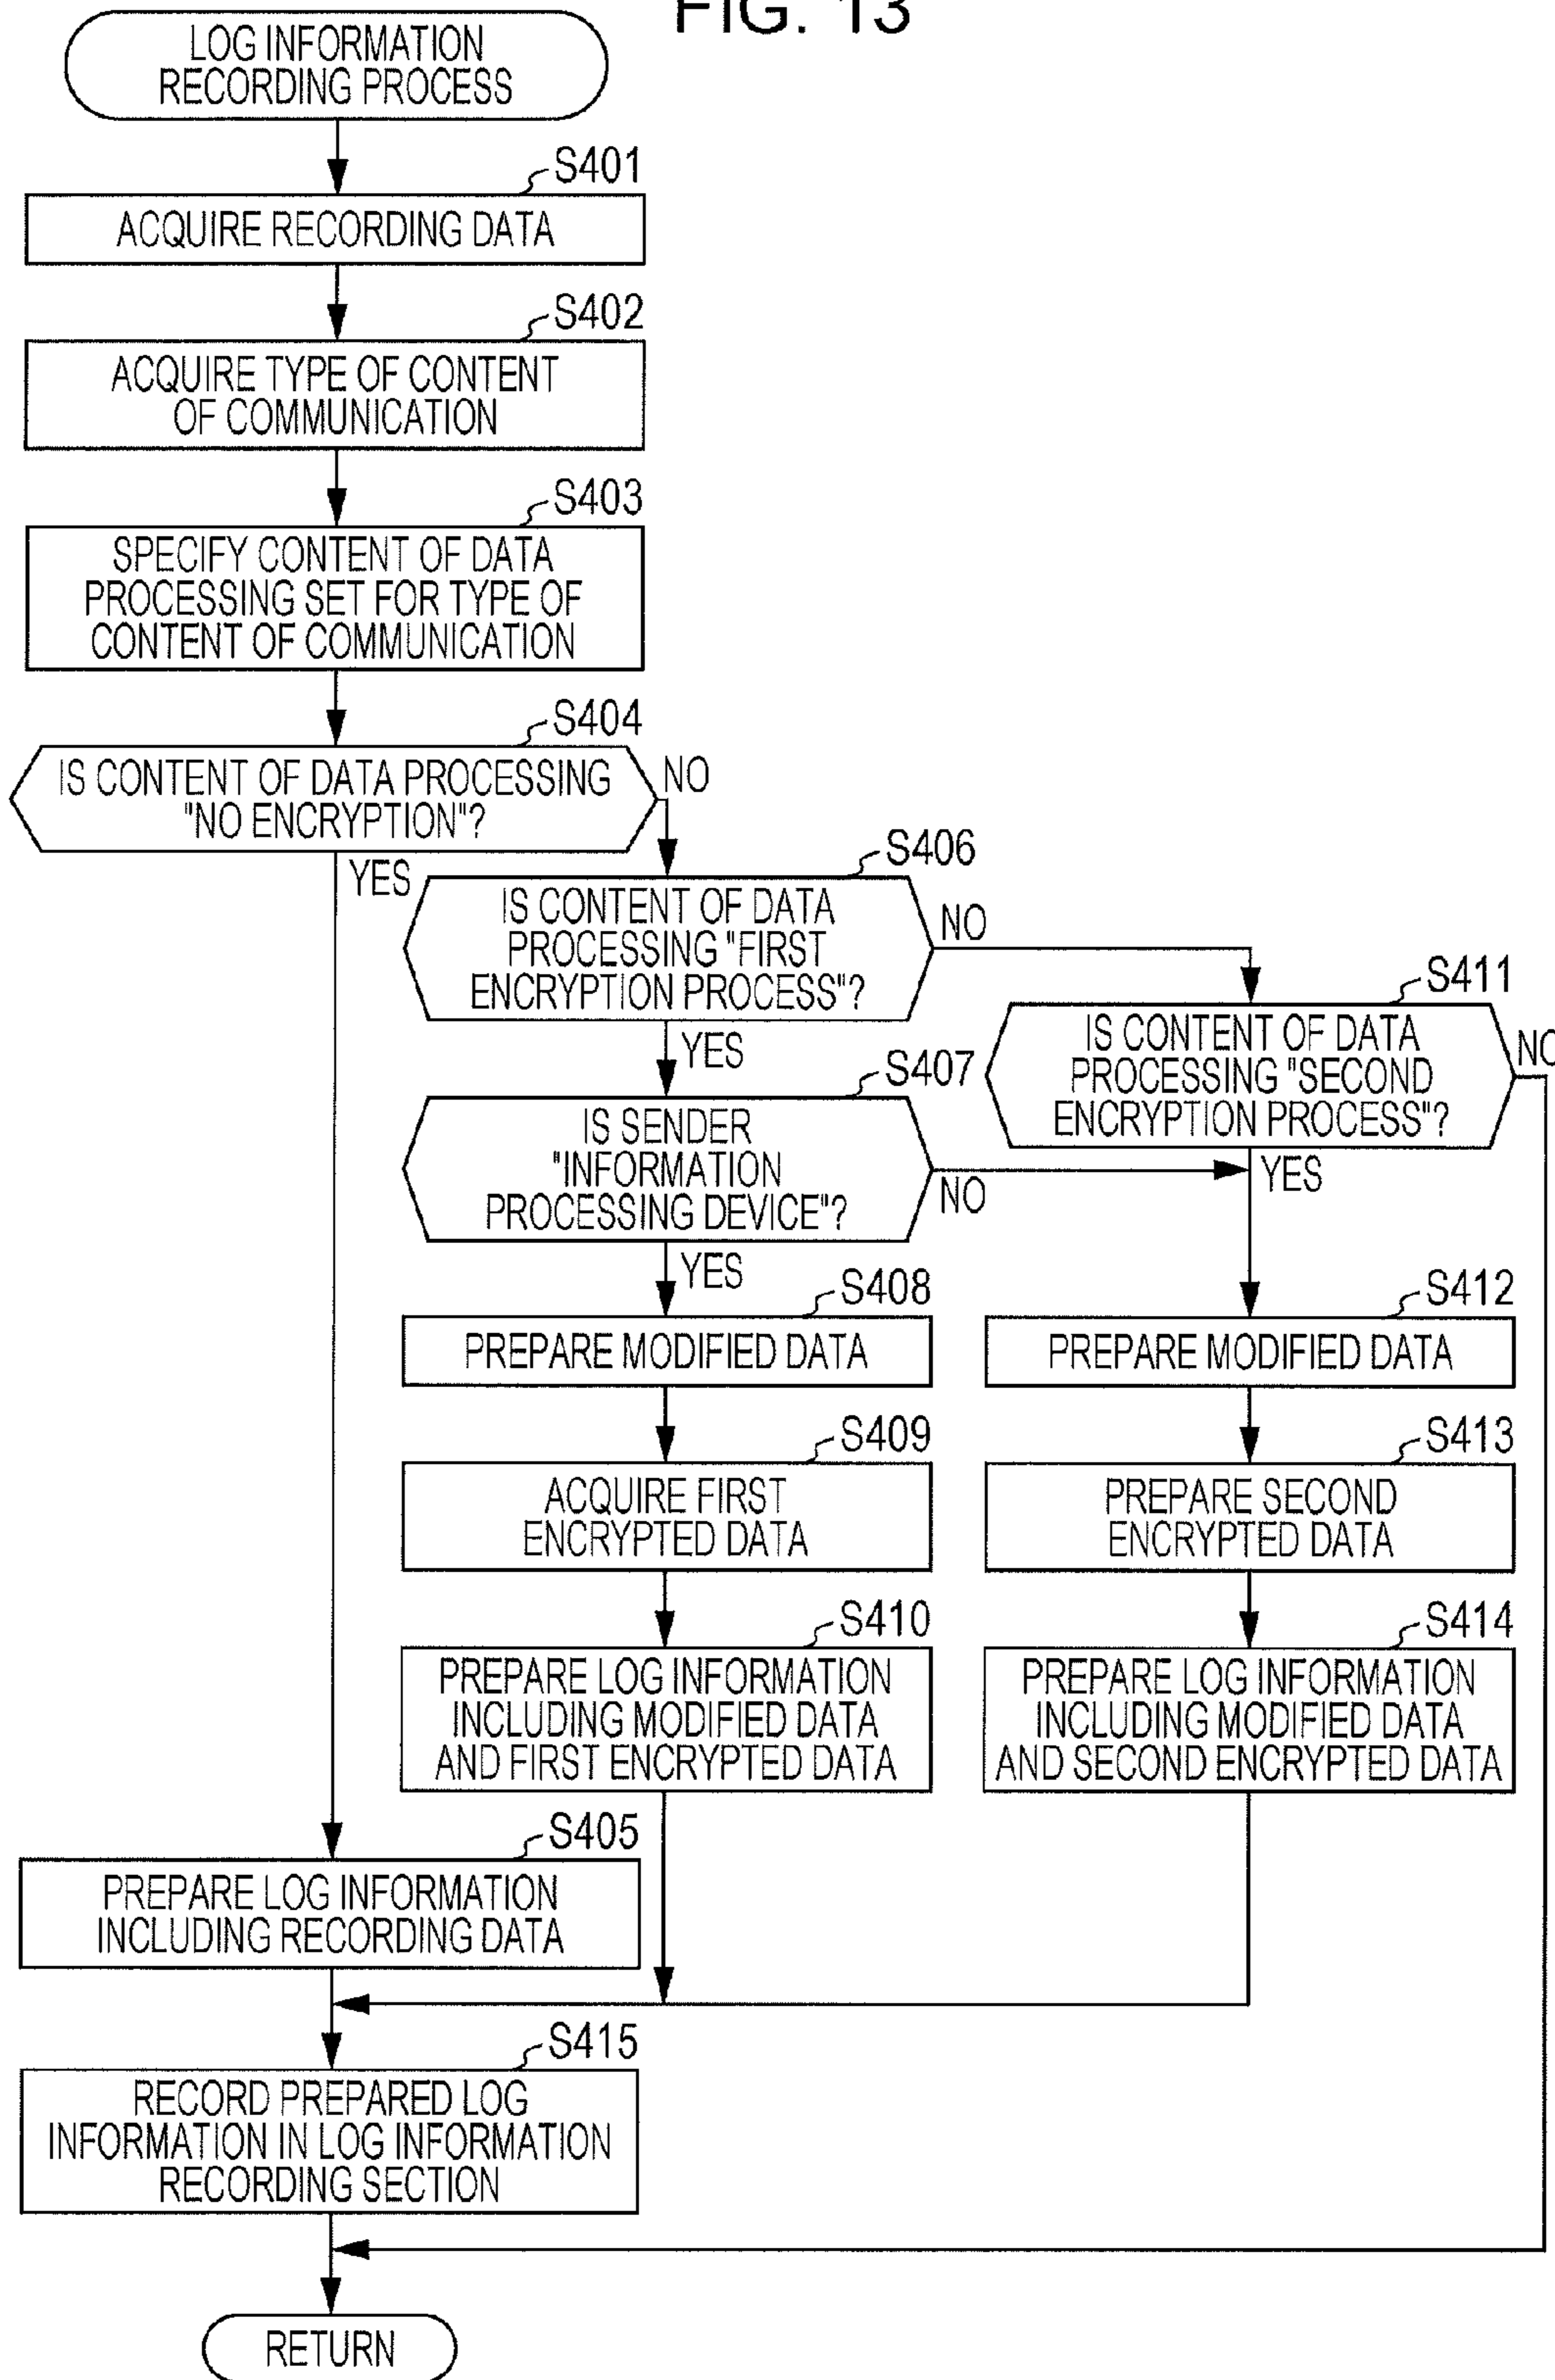 FIG. 13
LOG INFORMATION
RECORDING PROCESS
S401
ACQUIRE RECORDING DATA
S402
ACQUIRE TYPE OF CONTENT
OF COMMUNICATION
S403
SPECIFY CONTENT OF DATA
PROCESSING SET FOR TYPE OF
CONTENT OF COMMUNICATION
S404
IS CONTENT OF DATA PROCESSING
"NO ENCRYPTION"?
NO
YES
S406
IS CONTENT OF DATA
PROCESSING "FIRST
ENCRYPTION PROCESS"?
NO
YES
S411
IS CONTENT OF DATA
PROCESSING "SECOND
ENCRYPTION PROCESS"?
NO
YES
S407
IS SENDER
"INFORMATION
PROCESSING DEVICE"?
NO
YES
S408
PREPARE MODIFIED DATA
S409
ACQUIRE FIRST
ENCRYPTED DATA
S410
PREPARE LOG INFORMATION
INCLUDING MODIFIED DATA
AND FIRST ENCRYPTED DATA
S412
PREPARE MODIFIED DATA
S413
PREPARE SECOND
ENCRYPTED DATA
S414
PREPARE LOG INFORMATION
INCLUDING MODIFIED DATA
AND SECOND ENCRYPTED DATA
S405
PREPARE LOG INFORMATION
INCLUDING RECORDING DATA
S415
RECORD PREPARED LOG
INFORMATION IN LOG INFORMATION
RECORDING SECTION
RETURN